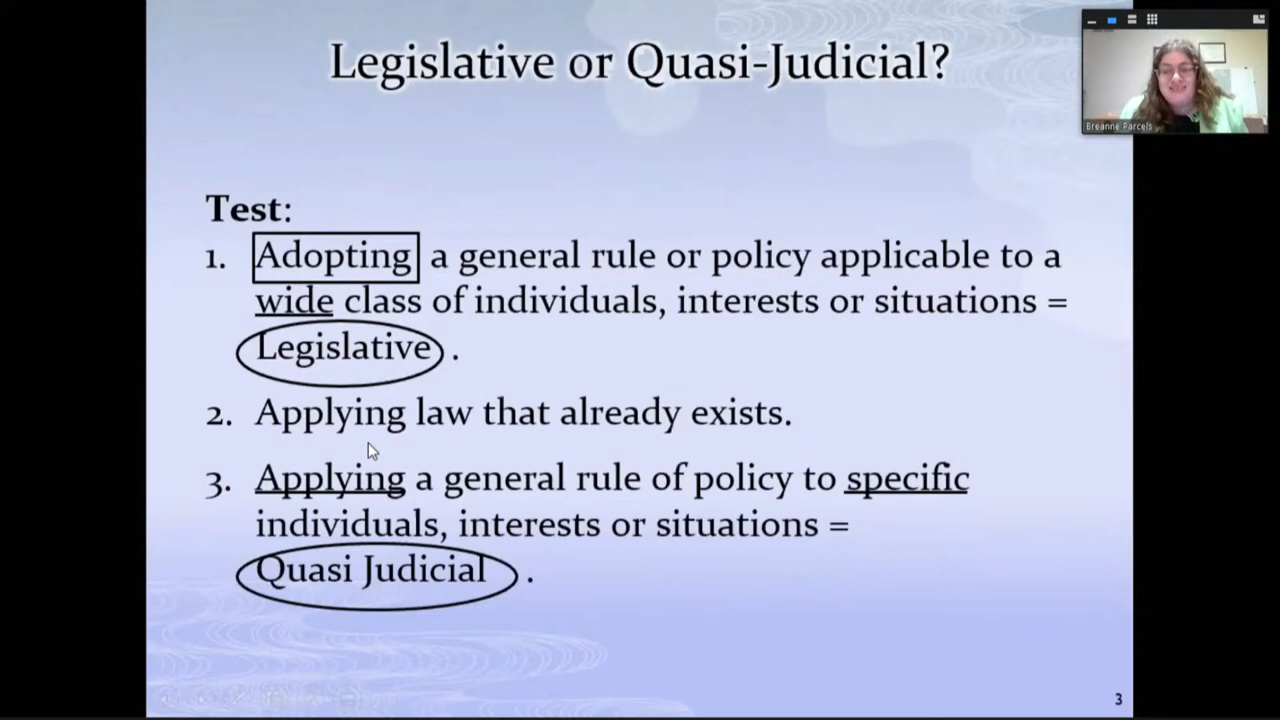 Legislative or Quasi-Judicial?
Breanne Parcels
Test:
1. Adopting a general rule or policy applicable to a
wide class of individuals, interests or situations =
Legislative .
2. Applying law that already exists.
3. Applying a general rule of policy to specific
individuals, interests or situations =
Quasi Judicial .
3